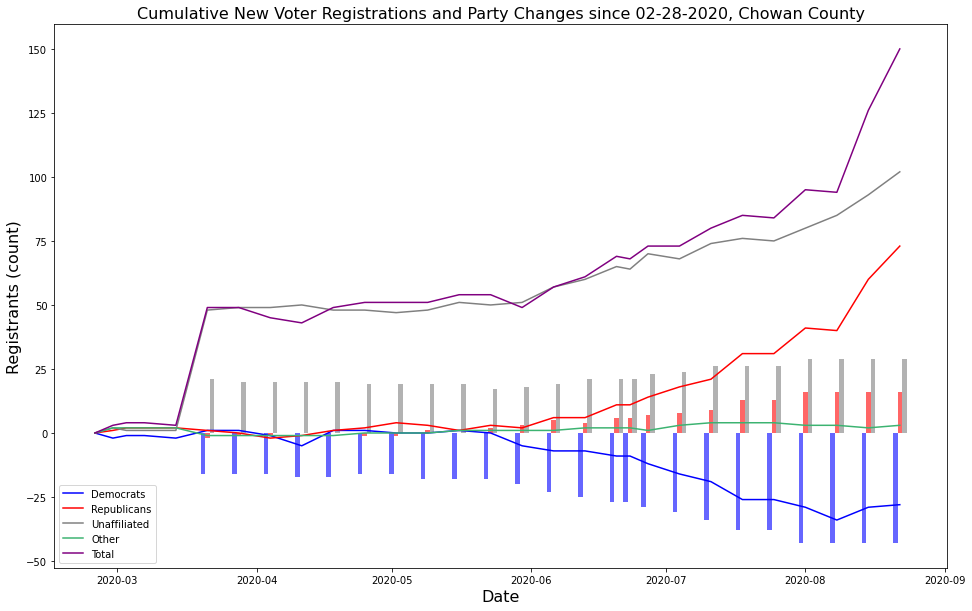 Cumulative New Voter Registrations and Party Changes since 02-28-2020, Chowan County
Registrants (count)
150
125
100
75
50
25
0
−25
−50
Democrats
Republicans
Unaffiliated
Other
Total
2020-03
2020-04
2020-05
2020-06
2020-07
2020-08
2020-09
Date